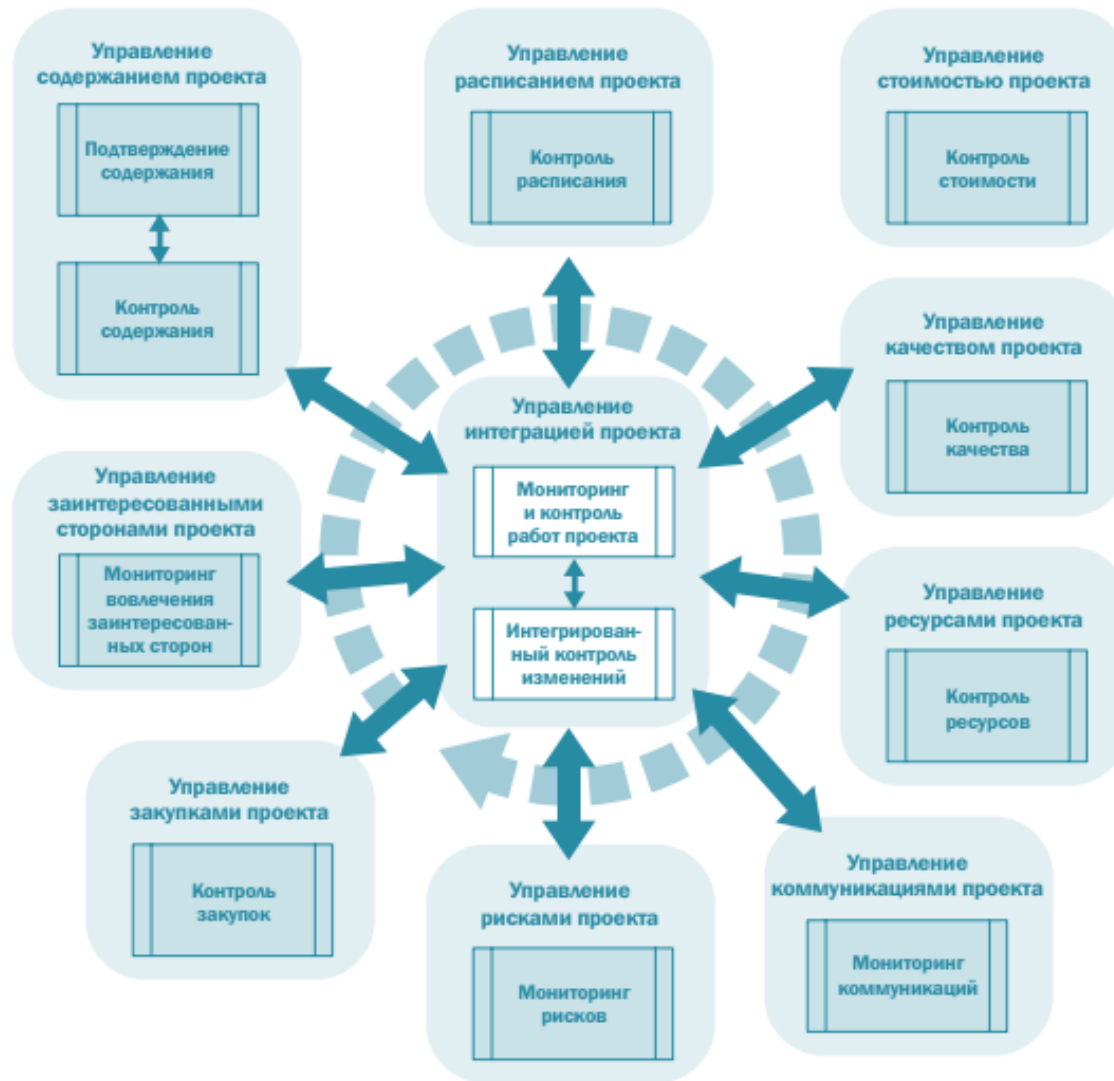 Управление
содержанием проекта
Подтверждение
содержания
Контроль
содержания
Управление
расписанием проекта
Контроль
расписания
Управление
стоимостью проекта
Контроль
стоимости
Управление
качеством проекта
Контроль
качества
Управление
интеграцией проекта
Мониторинг
и контроль
работ проекта
Интегрирован-
ный контроль
изменений
Управление
заинтересованными
сторонами проекта
Мониторинг
вовлечения
заинтересован-
ных сторон
Управление
ресурсами проекта
Контроль
ресурсов
Управление
закупками проекта
Контроль
закупок
Управление
рисками проекта
Мониторинг
рисков
Управление
коммуникациями проекта
Мониторинг
коммуникаций